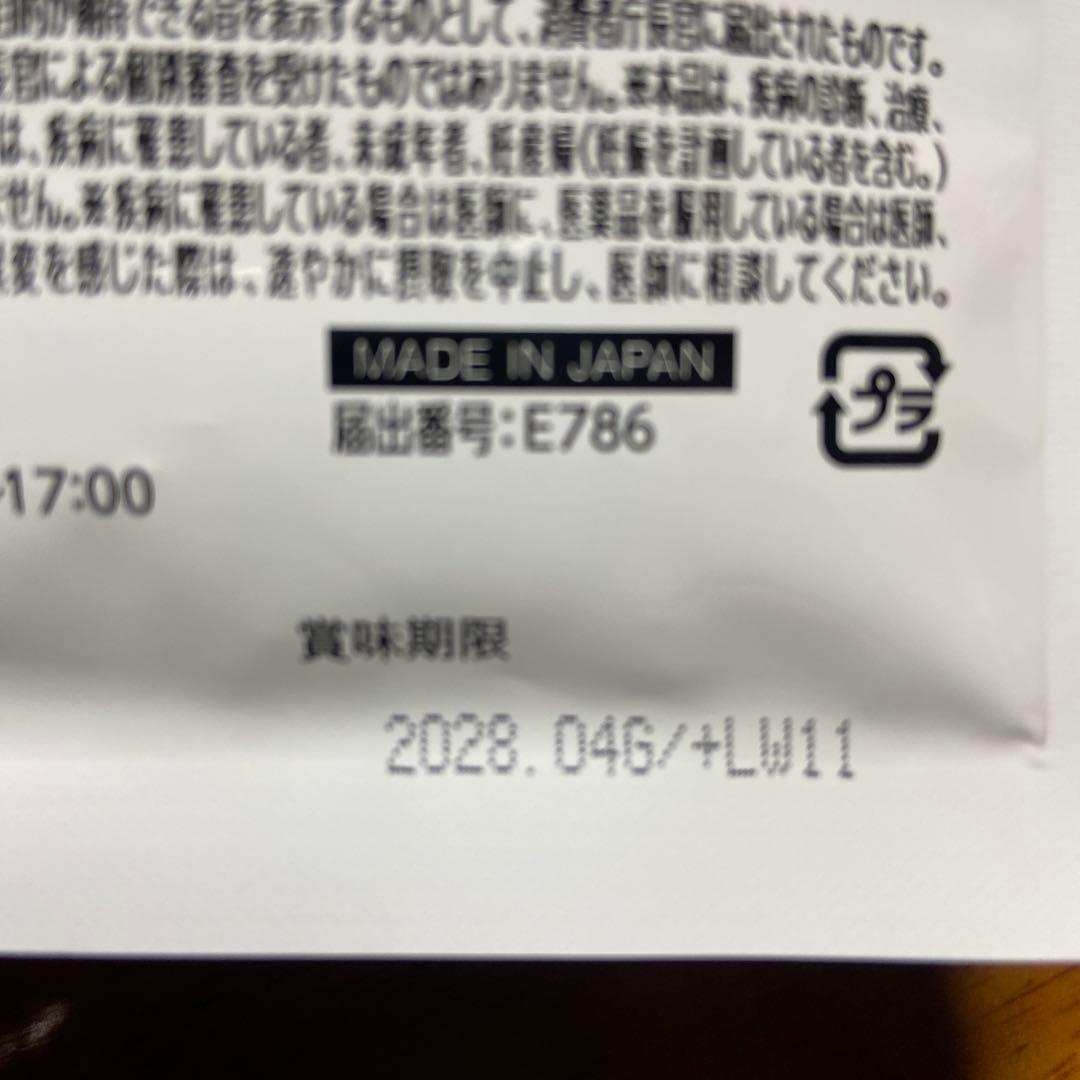 できる旨を表示するものとして、消費者庁長官に届出されたものです。
官による個別審査を受けたものではありません。※本品は、疾病の診断、治療、
は、疾病に罹患している者、未成年者、妊産婦(妊娠を計画している者を含む。)
せん。※疾病に罹患している場合は医師に、医薬品を服用している場合は医師、
変を感じた際は、速やかに摂取を中止し、医師に相談してください。
MADE IN JAPAN
プラ
届出番号:E786
17:00
賞味期限
2028.04G/+LW11